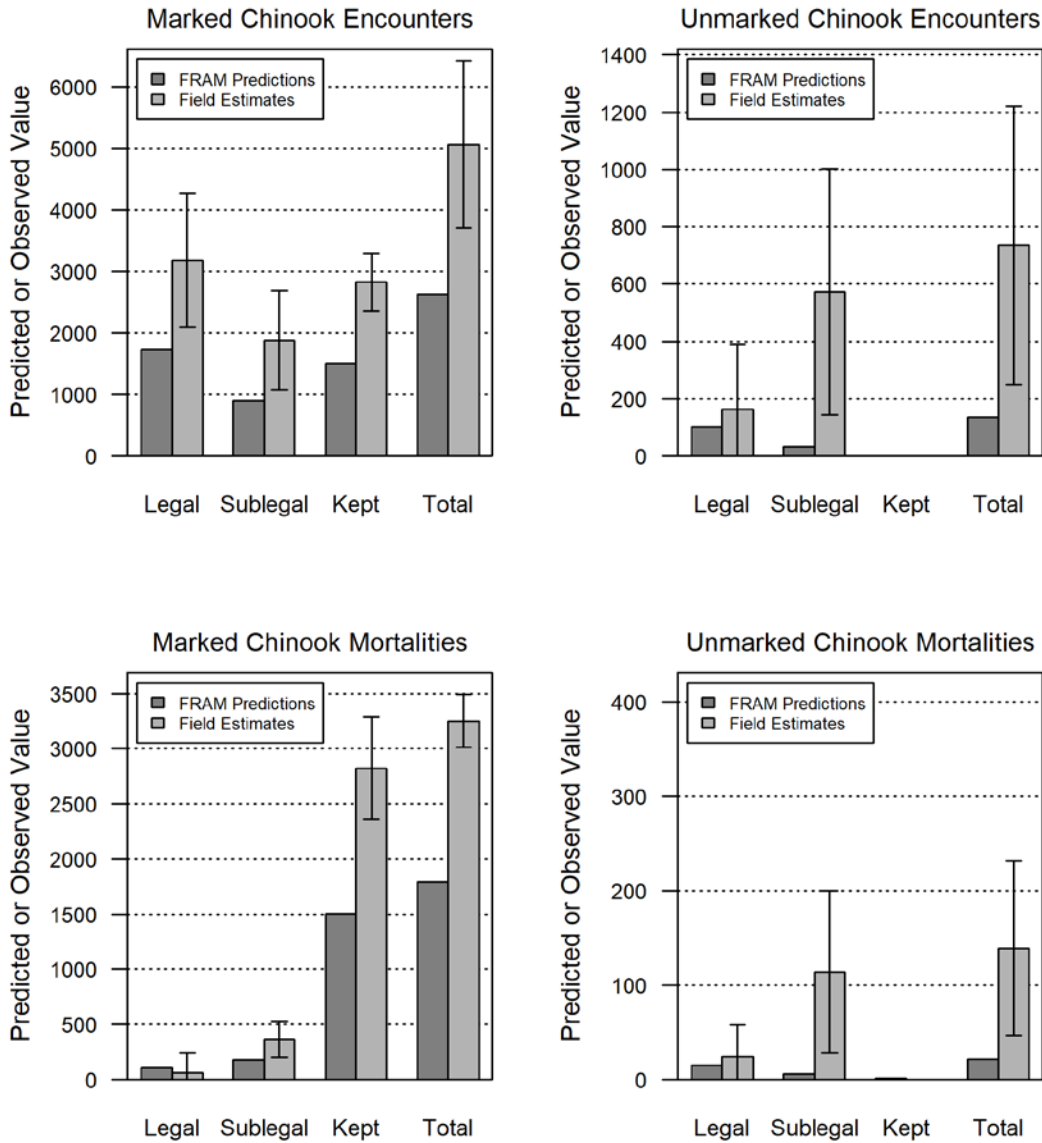 Marked Chinook Encounters
Predicted or Observed Value
6000
5000
4000
3000
2000
1000
0
FRAM Predictions
Field Estimates
Legal Sublegal Kept Total
Unmarked Chinook Encounters
Predicted or Observed Value
1400
1200
1000
800
600
400
200
0
FRAM Predictions
Field Estimates
Legal Sublegal Kept Total
Marked Chinook Mortalities
Predicted or Observed Value
3500
3000
2500
2000
1500
1000
500
0
FRAM Predictions
Field Estimates
Legal Sublegal Kept Total
Unmarked Chinook Mortalities
Predicted or Observed Value
400
300
200
100
0
FRAM Predictions
Field Estimates
Legal Sublegal Kept Total